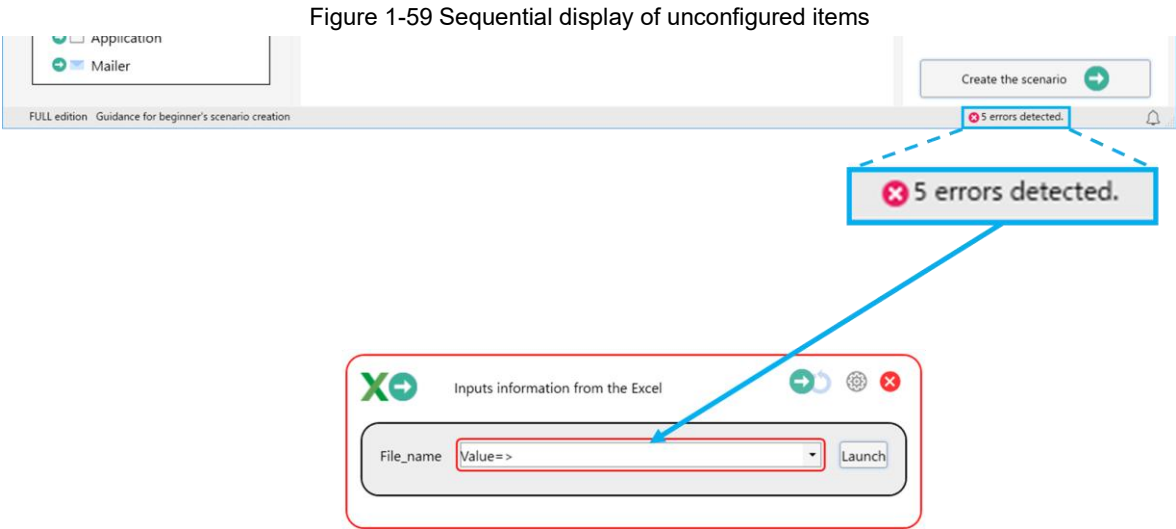 Figure 1-59 Sequential display of unconfigured items
Application
Mailer
Create the scenario
FULL edition Guidance for beginner's scenario creation
5 errors detected.
5 errors detected.
Inputs information from the Excel
File_name Value=> Launch